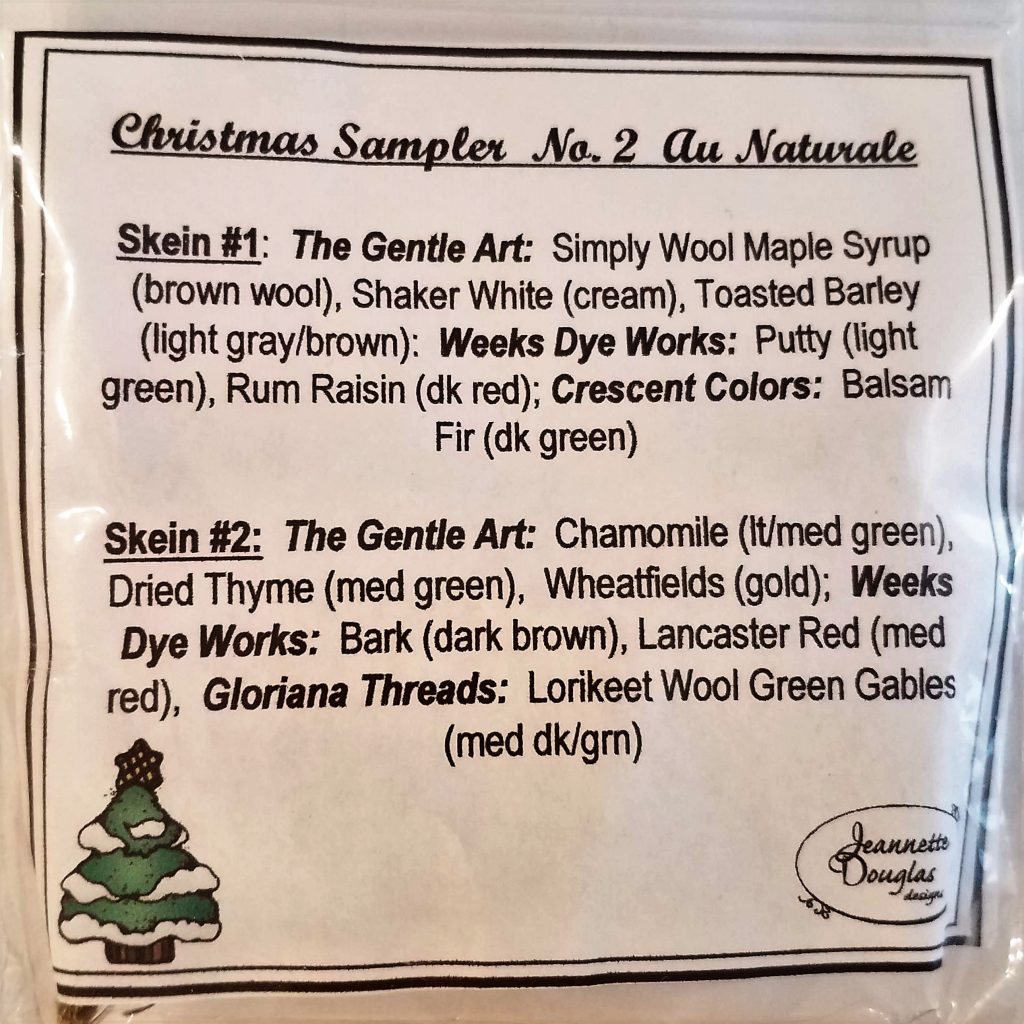 Christmas Sampler No. 2 Au Naturale
Skein #1: The Gentle Art: Simply Wool Maple Syrup
(brown wool), Shaker White (cream), Toasted Barley
(light gray/brown): Weeks Dye Works: Putty (light
green), Rum Raisin (dk red); Crescent Colors: Balsam
Fir (dk green)
Skein #2: The Gentle Art: Chamomile (lt/med green),
Dried Thyme (med green), Wheatfields (gold); Weeks
Dye Works: Bark (dark brown), Lancaster Red (med
red), Gloriana Threads: Lorikeet Wool Green Gables
(med dk/grn)
Jeannette
Douglas
designs